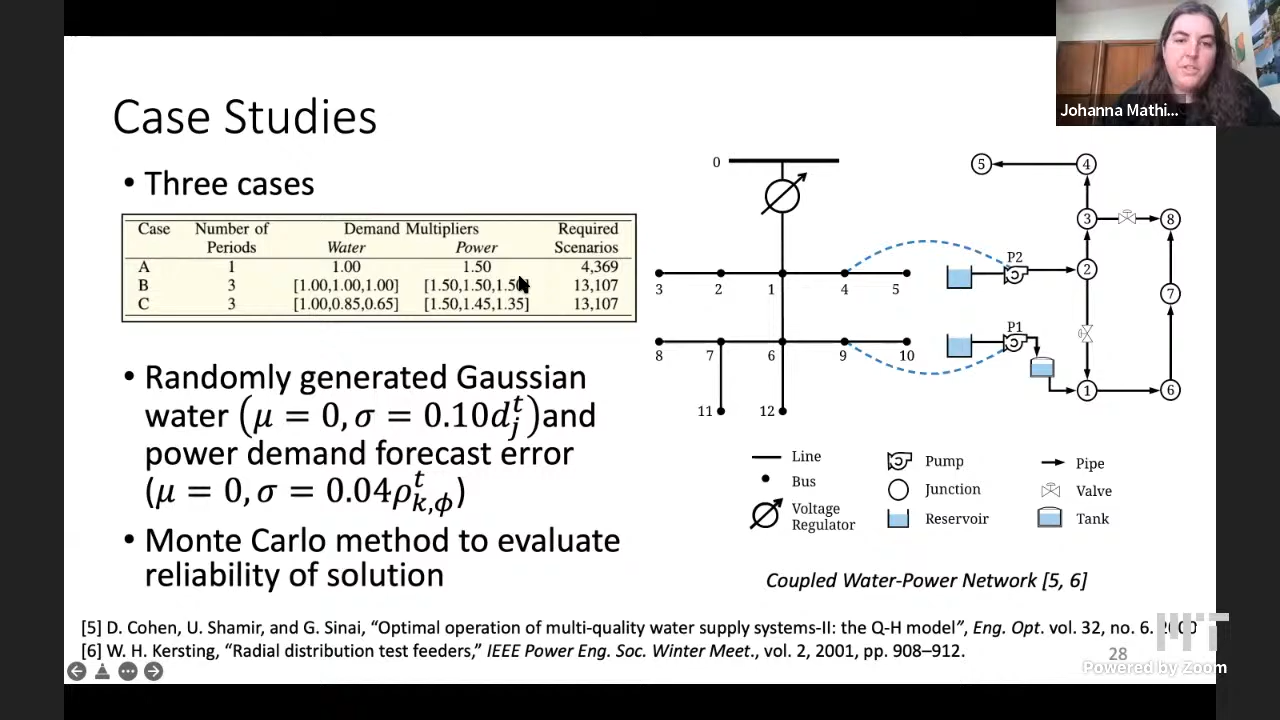 Case Studies
• Three cases
Case Number of Periods Demand Multipliers Required Scenarios
Water Power
A 1 1.00 1.50 4,369
B 3 [1.00,1.00,1.00] [1.50,1.50,1.50] 13,107
C 3 [1.00,0.85,0.65] [1.50,1.45,1.35] 13,107
• Randomly generated Gaussian
water (μ = 0, σ = 0.10d_j^t) and
power demand forecast error
(μ = 0, σ = 0.04ρ_{k,ϕ}^t)
• Monte Carlo method to evaluate
reliability of solution
0
3 2 1 4 5
8 7 6 9 10
11 12
P2
P1
5 4
3 8
2
7
1 6
Line
Bus
Voltage
Regulator
Pump
Junction
Reservoir
Pipe
Valve
Tank
Coupled Water-Power Network [5, 6]
[5] D. Cohen, U. Shamir, and G. Sinai, “Optimal operation of multi-quality water supply systems-II: the Q-H model”, Eng. Opt. vol. 32, no. 6. 2000
[6] W. H. Kersting, “Radial distribution test feeders,” IEEE Power Eng. Soc. Winter Meet., vol. 2, 2001, pp. 908–912.
28
Johanna Mathi...
MIT
Powered by Zoom